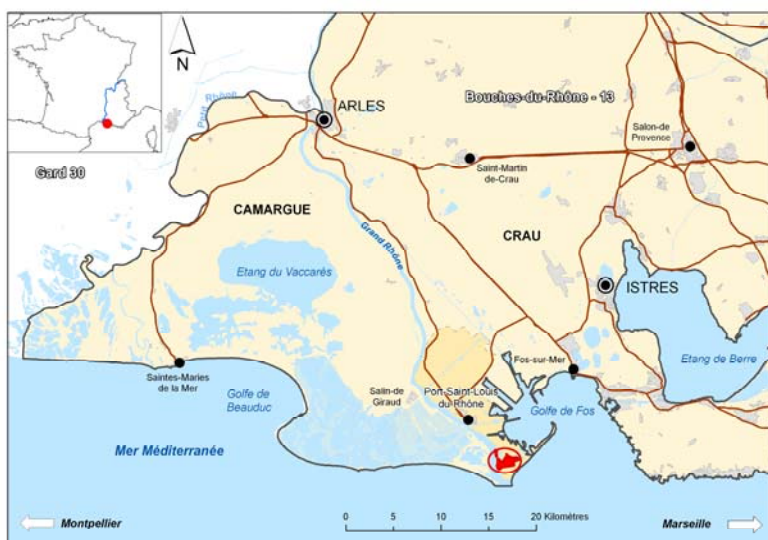 N
Petit Rhône
ARLES
Bouches-du-Rhône - 13
Salon-de
Provence
Saint-Martin
de-Crau
Gard 30
CAMARGUE
CRAU
Grand Rhône
Etang du Vaccarès
ISTRES
Etang de Berre
Saintes-Maries
de la Mer
Fos-sur-Mer
Golfe de
Beauduc
Salin-de
Giraud
Port-Saint-Louis
du Rhône
Golfe de Fos
Mer Méditerranée
0 5 10 15 20 Kilomètres
Montpellier
Marseille